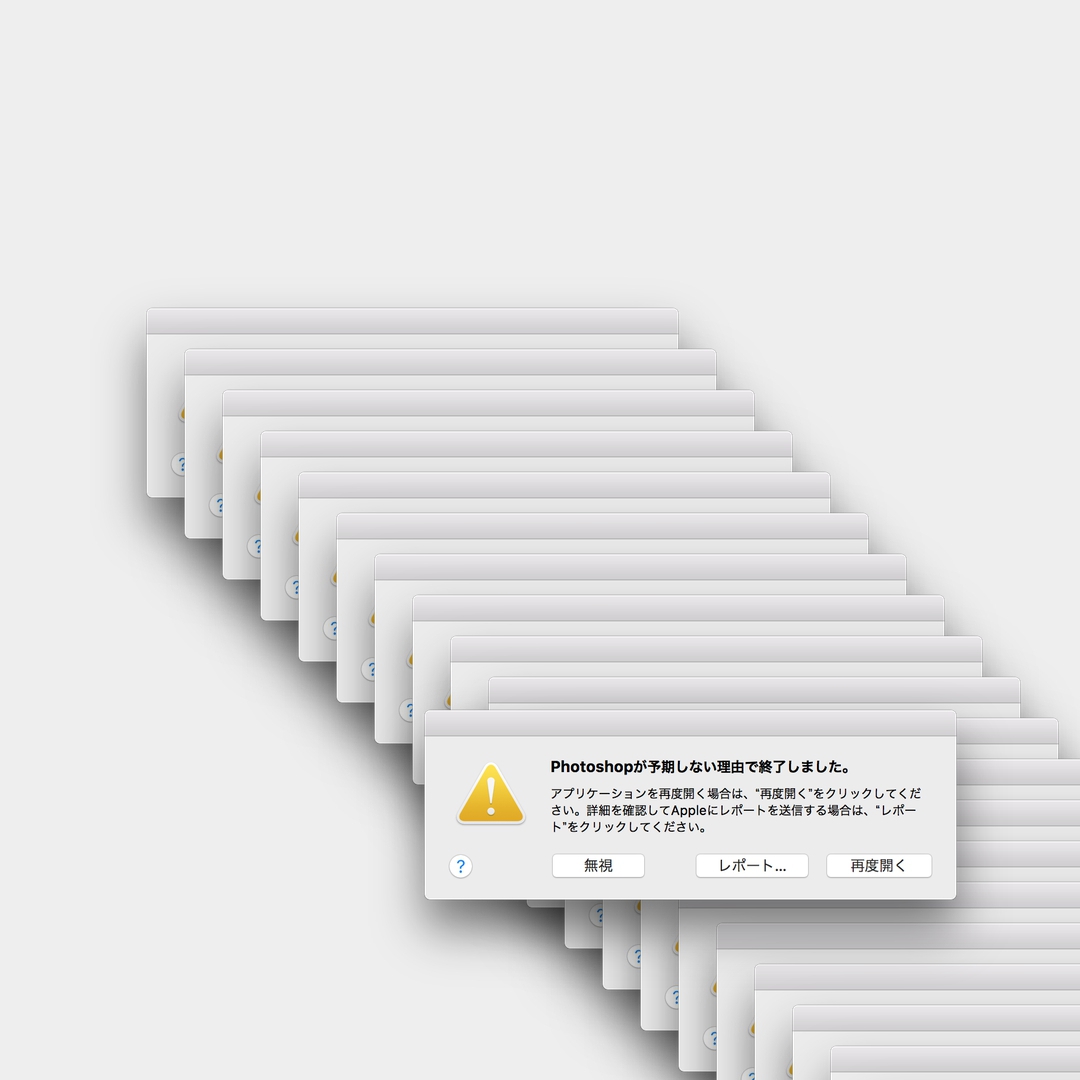 Photoshopが予期しない理由で終了しました。
アプリケーションを再度開く場合は、“再度開く”をクリックしてくだ
さい。詳細を確認してAppleにレポートを送信する場合は、“レポー
ト”をクリックしてください。
?
無視
レポート...
再度開く